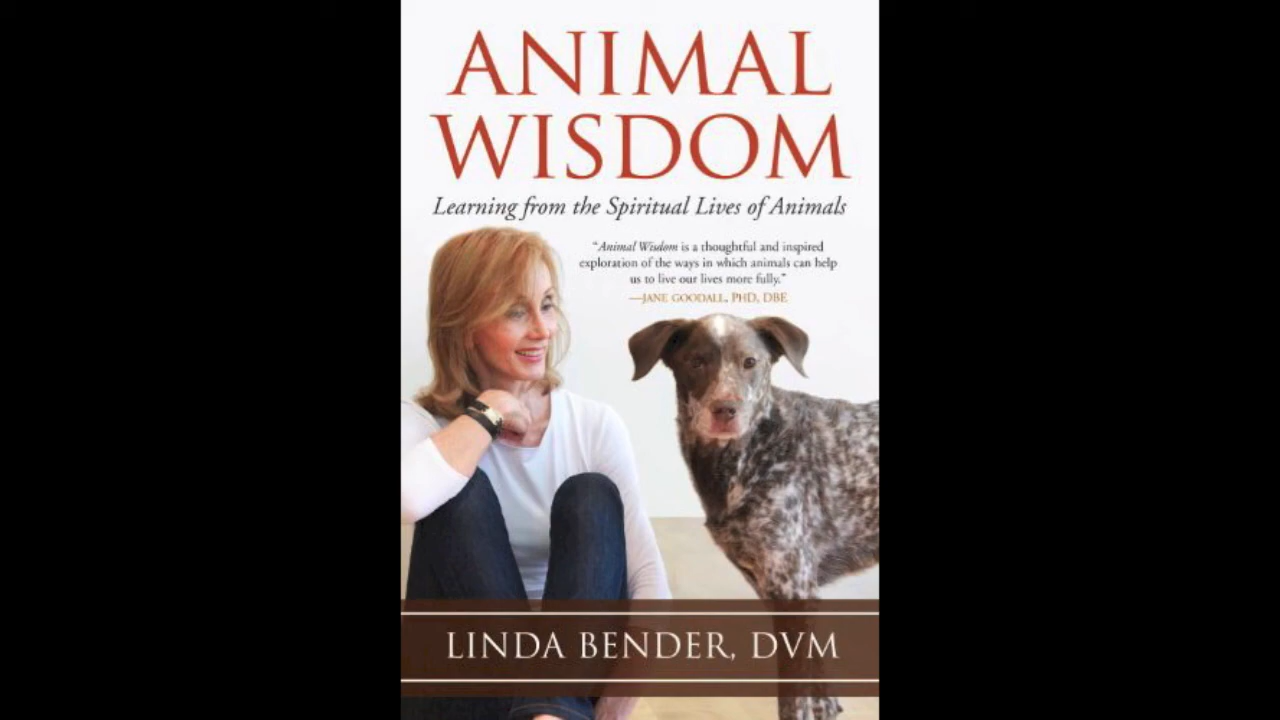 ANIMAL
WISDOM
Learning from the Spiritual Lives of Animals
“Animal Wisdom is a thoughtful and inspired
exploration of the ways in which animals can help
us to live our lives more fully.”
—JANE GOODALL, PHD, DBE
LINDA BENDER, DVM